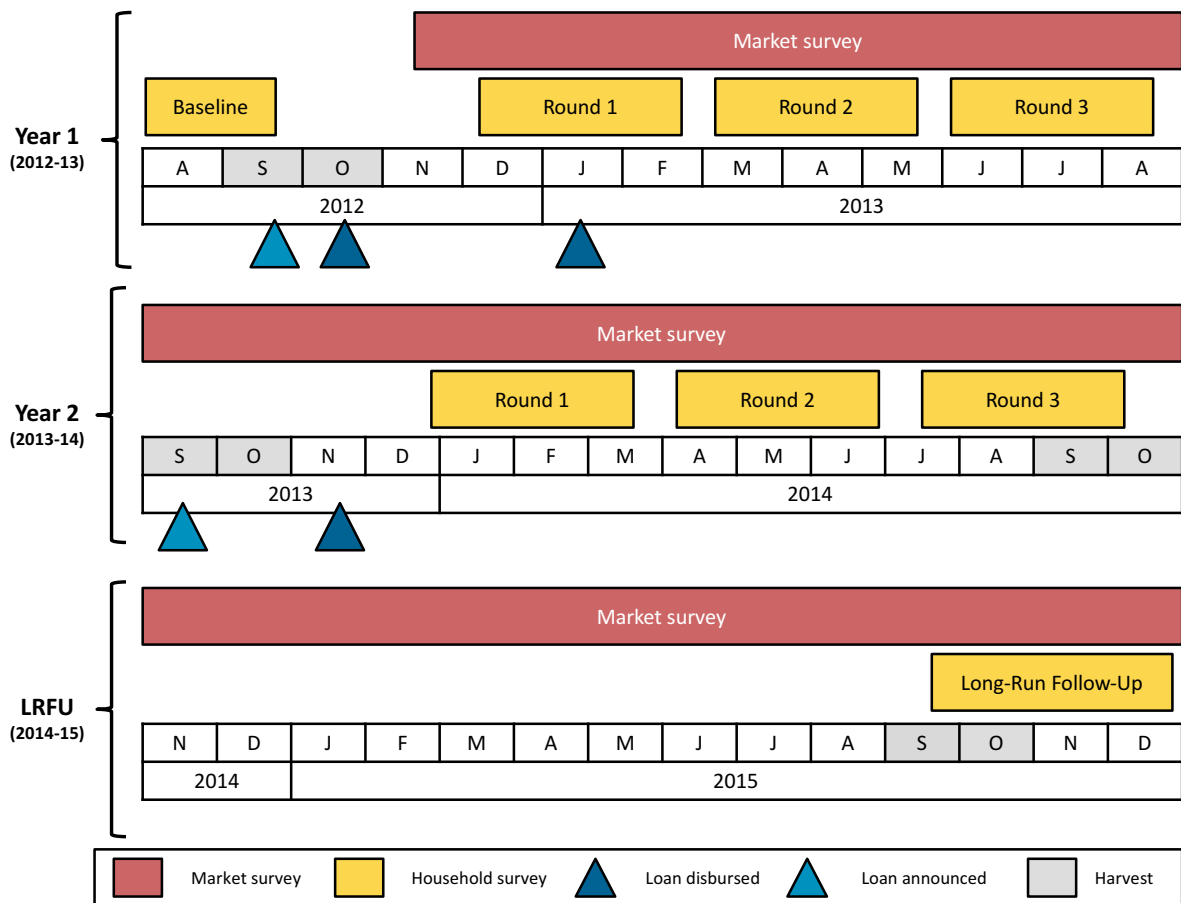 Market survey
Baseline Round 1 Round 2 Round 3
Year 1
(2012-13)
A S O N D J F M A M J J A
2012 2013
Market survey
Round 1 Round 2 Round 3
Year 2
(2013-14)
S O N D J F M A M J J A S O
2013 2014
Market survey
Long-Run Follow-Up
LRFU
(2014-15)
N D J F M A M J J A S O N D
2014 2015
Market survey Household survey Loan disbursed Loan announced Harvest